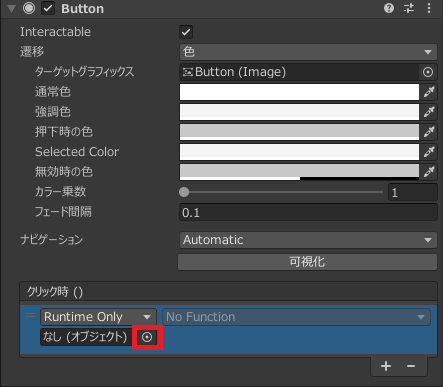 Button
Interactable
遷移
色
ターゲットグラフィックス
Button (Image)
通常色
強調色
押下時の色
Selected Color
無効時の色
カラー乗数
1
フェード間隔
0.1
ナビゲーション
Automatic
可視化
クリック時 ()
Runtime Only
No Function
なし (オブジェクト)